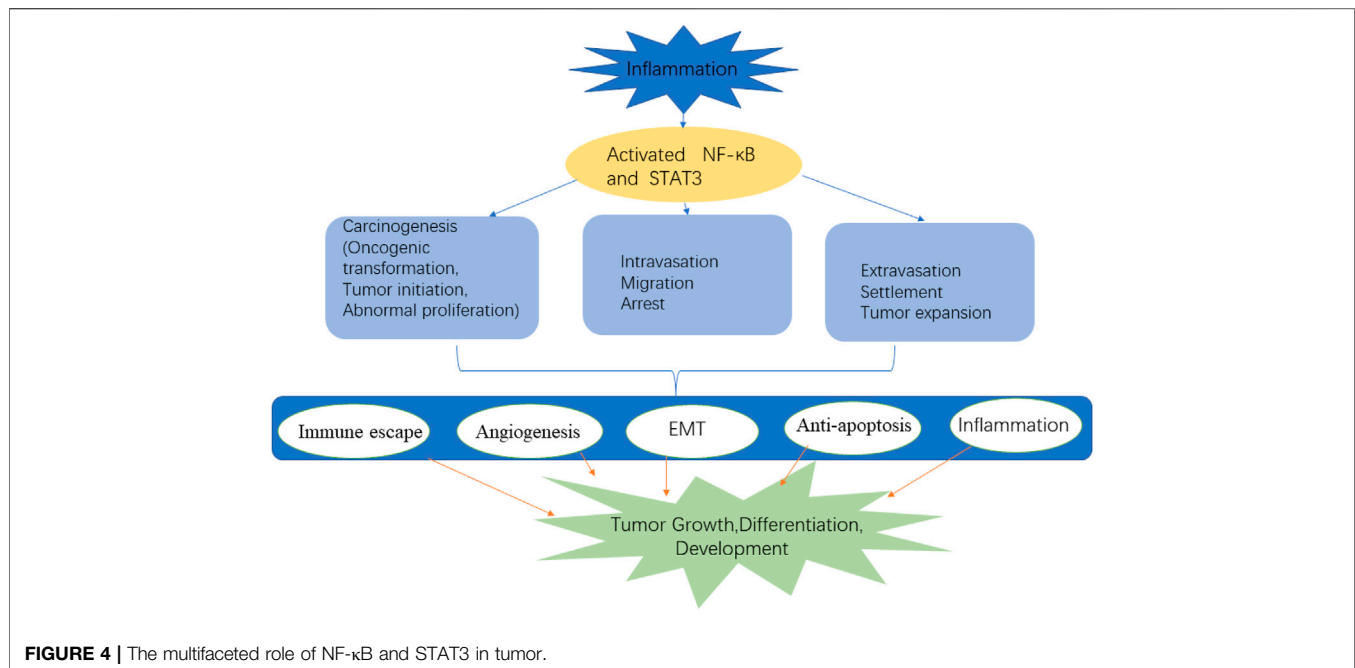 Inflammation
Activated NF-κB
and STAT3
Carcinogenesis
(Oncogenic
transformation,
Tumor initiation,
Abnormal proliferation)
Intravasation
Migration
Arrest
Extravasation
Settlement
Tumor expansion
Immune escape
Angiogenesis
EMT
Anti-apoptosis
Inflammation
Tumor Growth,Differentiation,
Development
FIGURE 4 | The multifaceted role of NF-κB and STAT3 in tumor.